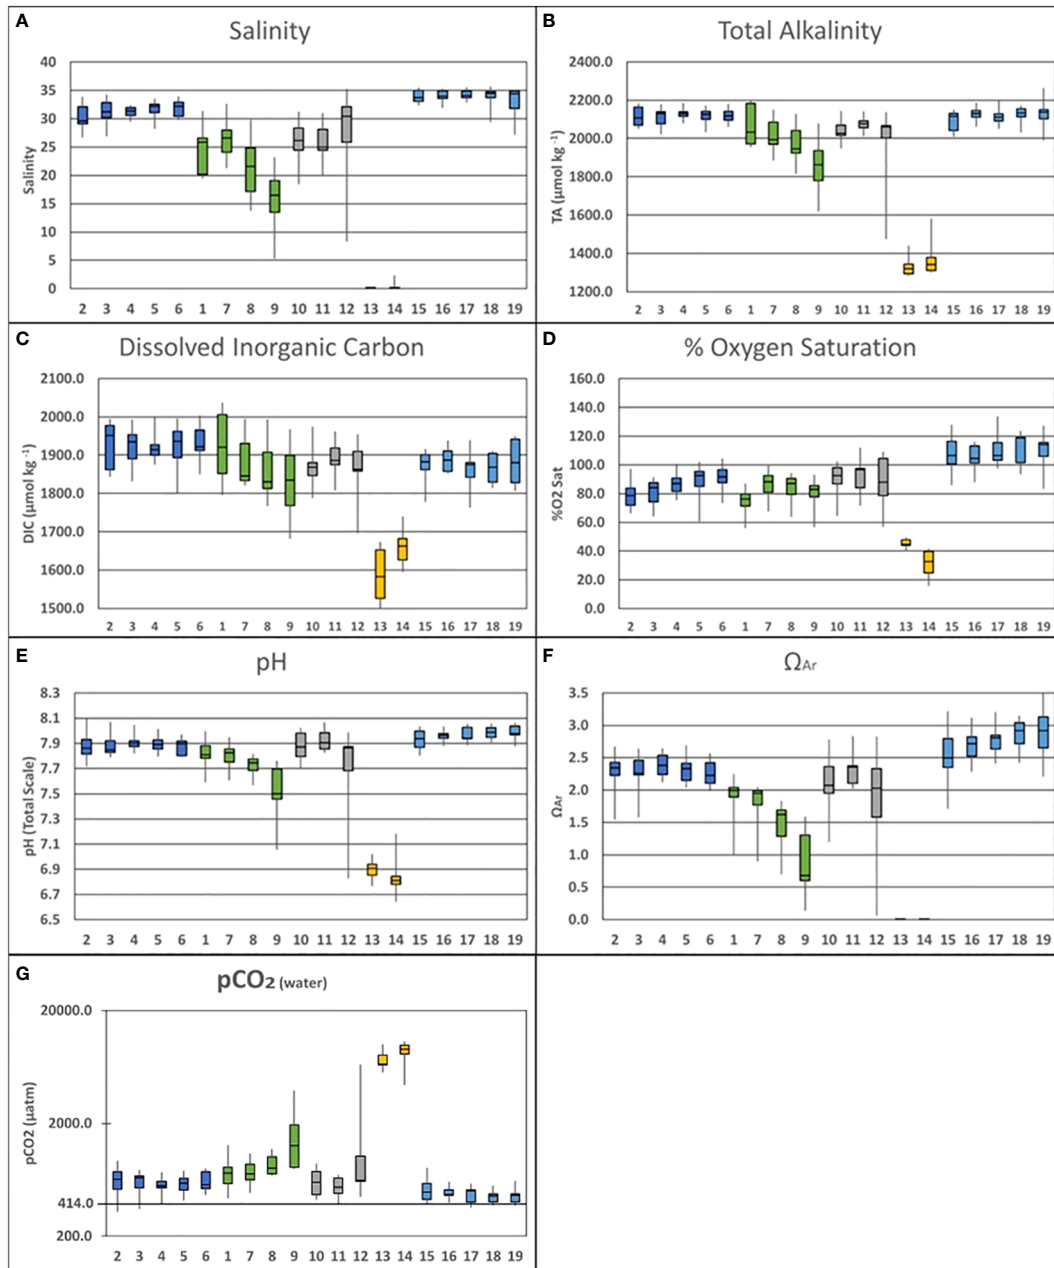 A
Salinity
Salinity
40
35
30
25
20
15
10
5
0
2 3 4 5 6 1 7 8 9 10 11 12 13 14 15 16 17 18 19
B
Total Alkalinity
TA (µmol kg -1)
2400.0
2200.0
2000.0
1800.0
1600.0
1400.0
1200.0
2 3 4 5 6 1 7 8 9 10 11 12 13 14 15 16 17 18 19
C
Dissolved Inorganic Carbon
DIC (µmol kg -1)
2100.0
2000.0
1900.0
1800.0
1700.0
1600.0
1500.0
2 3 4 5 6 1 7 8 9 10 11 12 13 14 15 16 17 18 19
D
% Oxygen Saturation
%O2 Sat
160.0
140.0
120.0
100.0
80.0
60.0
40.0
20.0
0.0
2 3 4 5 6 1 7 8 9 10 11 12 13 14 15 16 17 18 19
E
pH
pH (Total Scale)
8.3
8.1
7.9
7.7
7.5
7.3
7.1
6.9
6.7
6.5
2 3 4 5 6 1 7 8 9 10 11 12 13 14 15 16 17 18 19
F
ΩAr
ΩAr
3.5
3.0
2.5
2.0
1.5
1.0
0.5
0.0
2 3 4 5 6 1 7 8 9 10 11 12 13 14 15 16 17 18 19
G
pCO2 (water)
pCO2 (µatm)
20000.0
2000.0
414.0
200.0
2 3 4 5 6 1 7 8 9 10 11 12 13 14 15 16 17 18 19